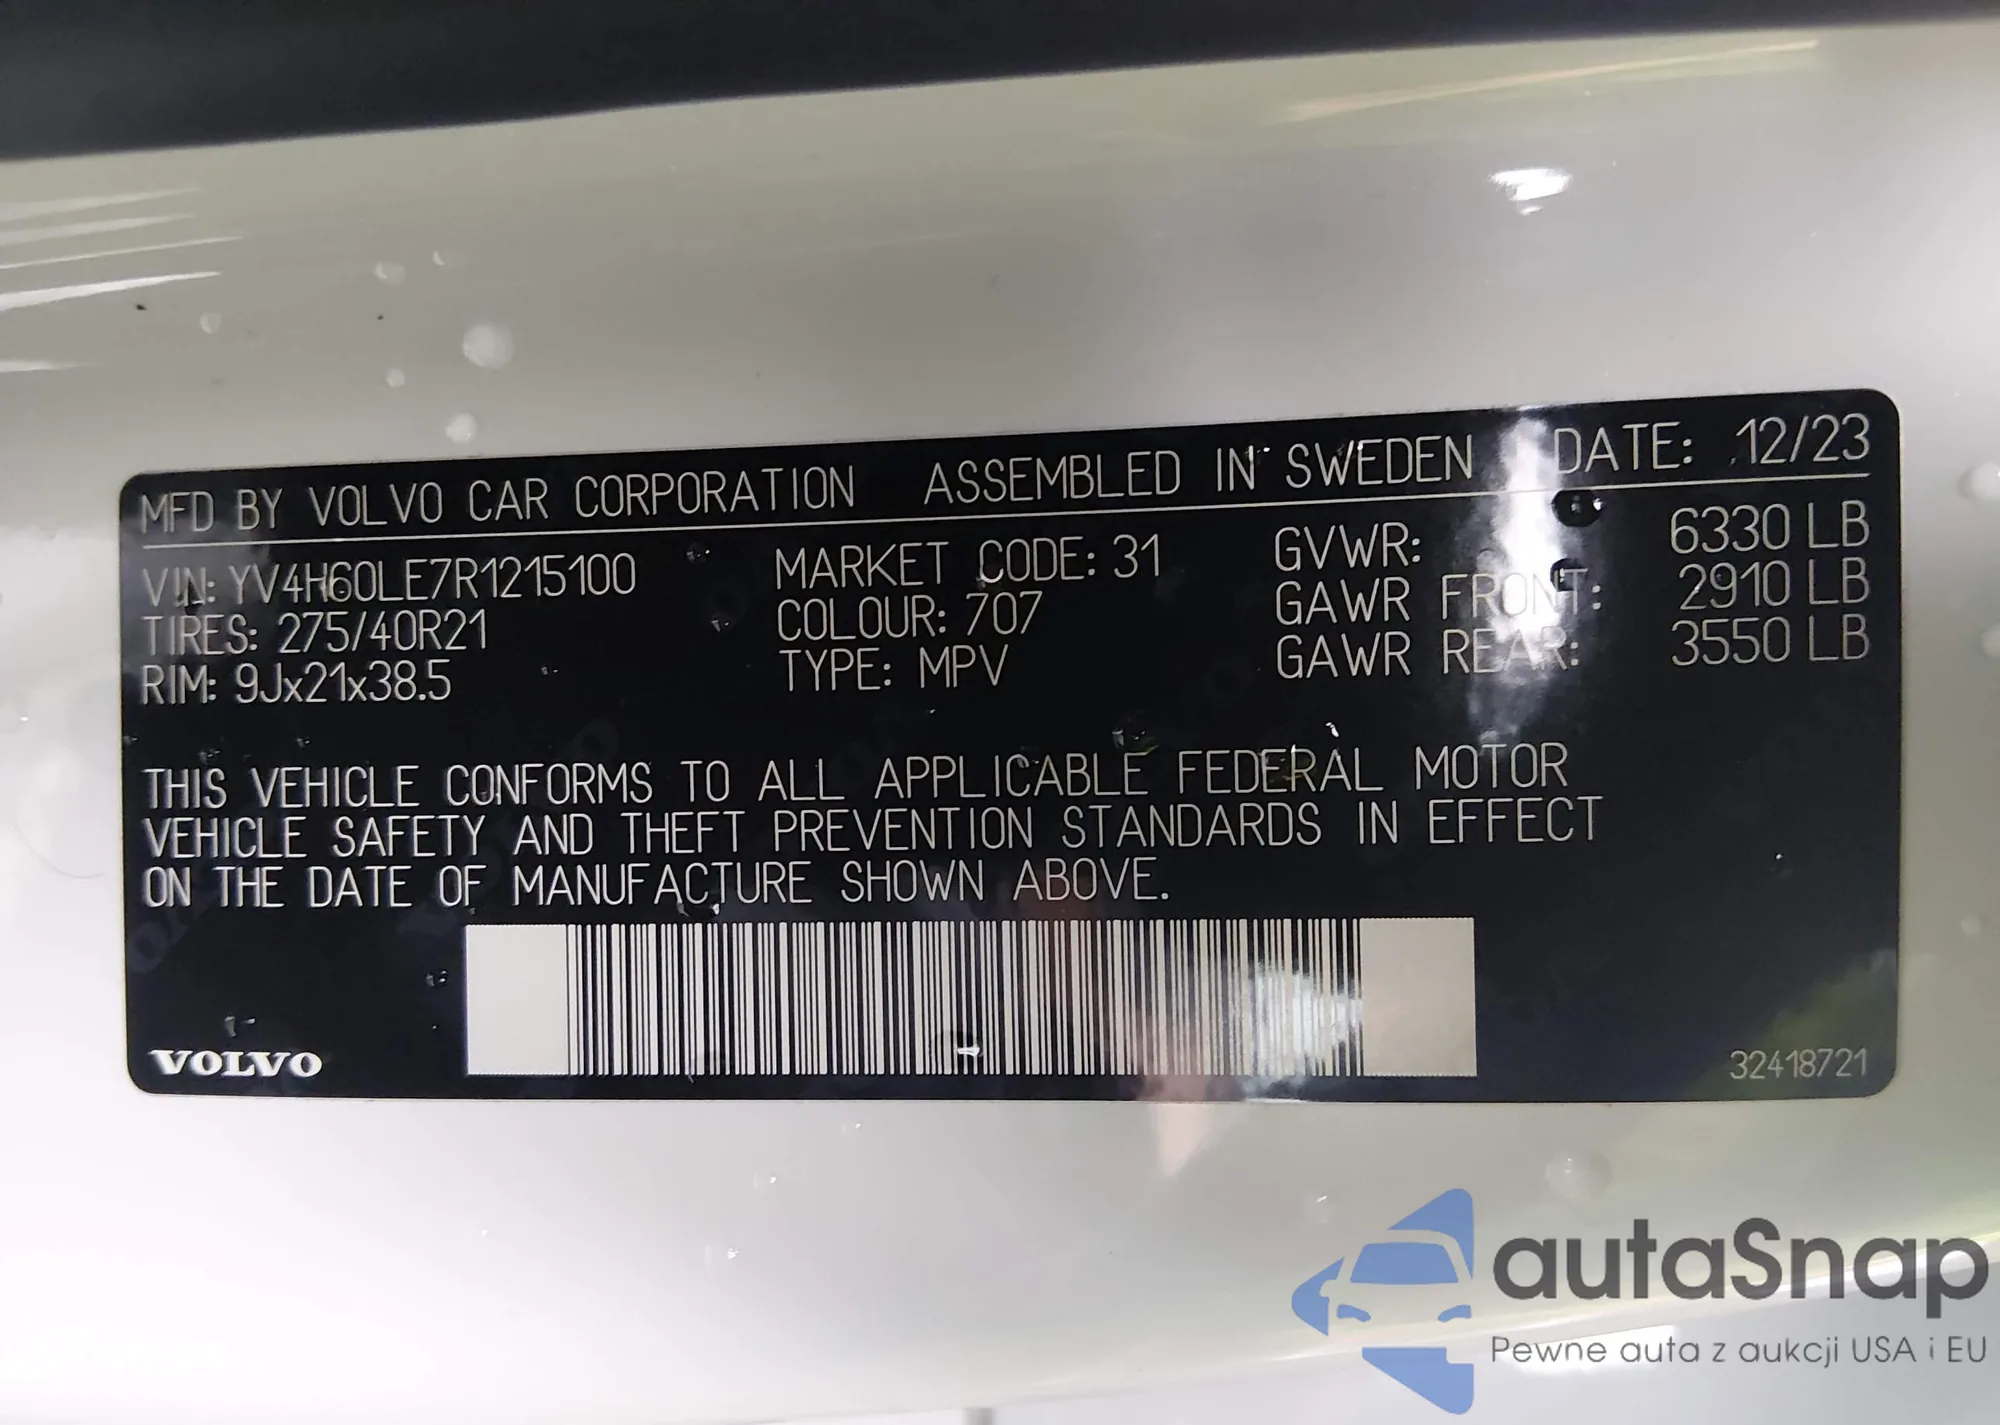 MFD BY VOLVO CAR CORPORATION ASSEMBLED IN SWEDEN DATE: 12/23
VIN: YV4H60LE7R1215100 MARKET CODE: 31 GVWR: 6330 LB
TIRES: 275/40R21 COLOUR: 707 GAWR FRONT: 2910 LB
RIM: 9Jx21x38.5 TYPE: MPV GAWR REAR: 3550 LB
THIS VEHICLE CONFORMS TO ALL APPLICABLE FEDERAL MOTOR
VEHICLE SAFETY AND THEFT PREVENTION STANDARDS IN EFFECT
ON THE DATE OF MANUFACTURE SHOWN ABOVE.
VOLVO 32418721
autaSnap
Pewne auta z aukcji USA i EU